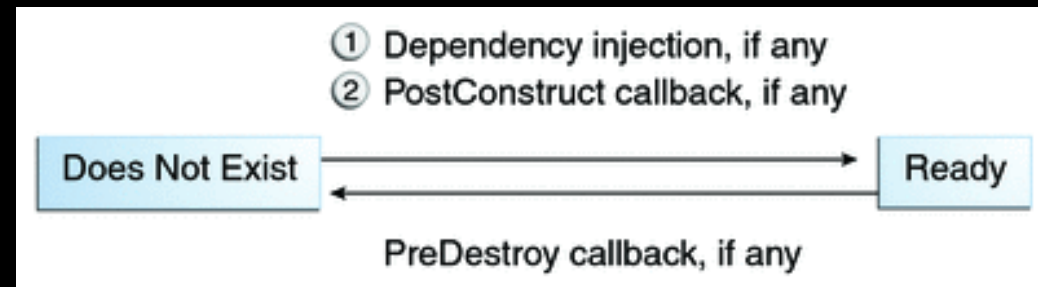 1 Dependency injection, if any
2 PostConstruct callback, if any
Does Not Exist
Ready
PreDestroy callback, if any